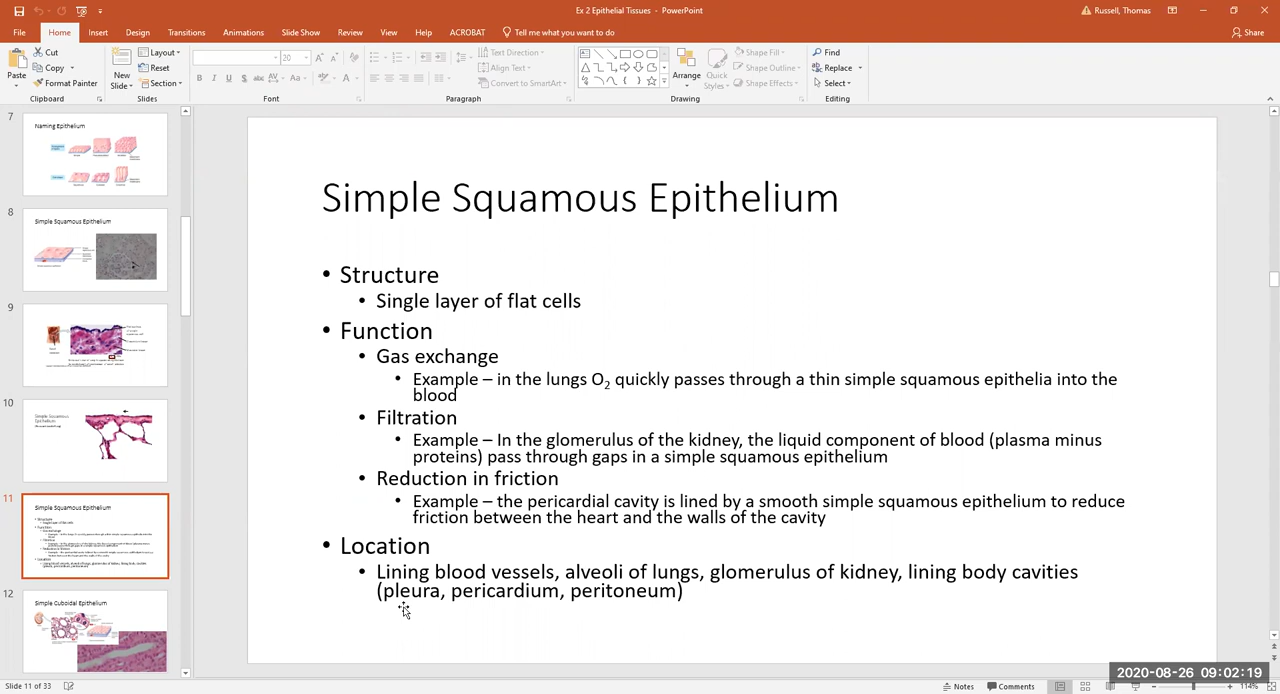 Ex 2 Epithelial Tissues - PowerPoint
Russell, Thomas
File Home Insert Design Transitions Animations Slide Show Review View Help ACROBAT Tell me what you want to do
Share
Paste
Cut
Copy
Format Painter
Clipboard
New
Slide
Layout
Reset
Section
Slides
20
Font
Text Direction
Align Text
Convert to SmartArt
Paragraph
Arrange
Quick
Styles
Shape Fill
Shape Outline
Shape Effects
Drawing
Find
Replace
Select
Editing
7
Naming Epithelium
8
Simple Squamous Epithelium
9
10
Simple Squamous
Epithelium
11
Simple Squamous Epithelium
12
Simple Cuboidal Epithelium
Simple Squamous Epithelium
• Structure
• Single layer of flat cells
• Function
• Gas exchange
• Example – in the lungs O2 quickly passes through a thin simple squamous epithelia into the
blood
• Filtration
• Example – In the glomerulus of the kidney, the liquid component of blood (plasma minus
proteins) pass through gaps in a simple squamous epithelium
• Reduction in friction
• Example – the pericardial cavity is lined by a smooth simple squamous epithelium to reduce
friction between the heart and the walls of the cavity
• Location
• Lining blood vessels, alveoli of lungs, glomerulus of kidney, lining body cavities
(pleura, pericardium, peritoneum)
2020-08-26 09:02:19
Slide 11 of 33
Notes
Comments
114%